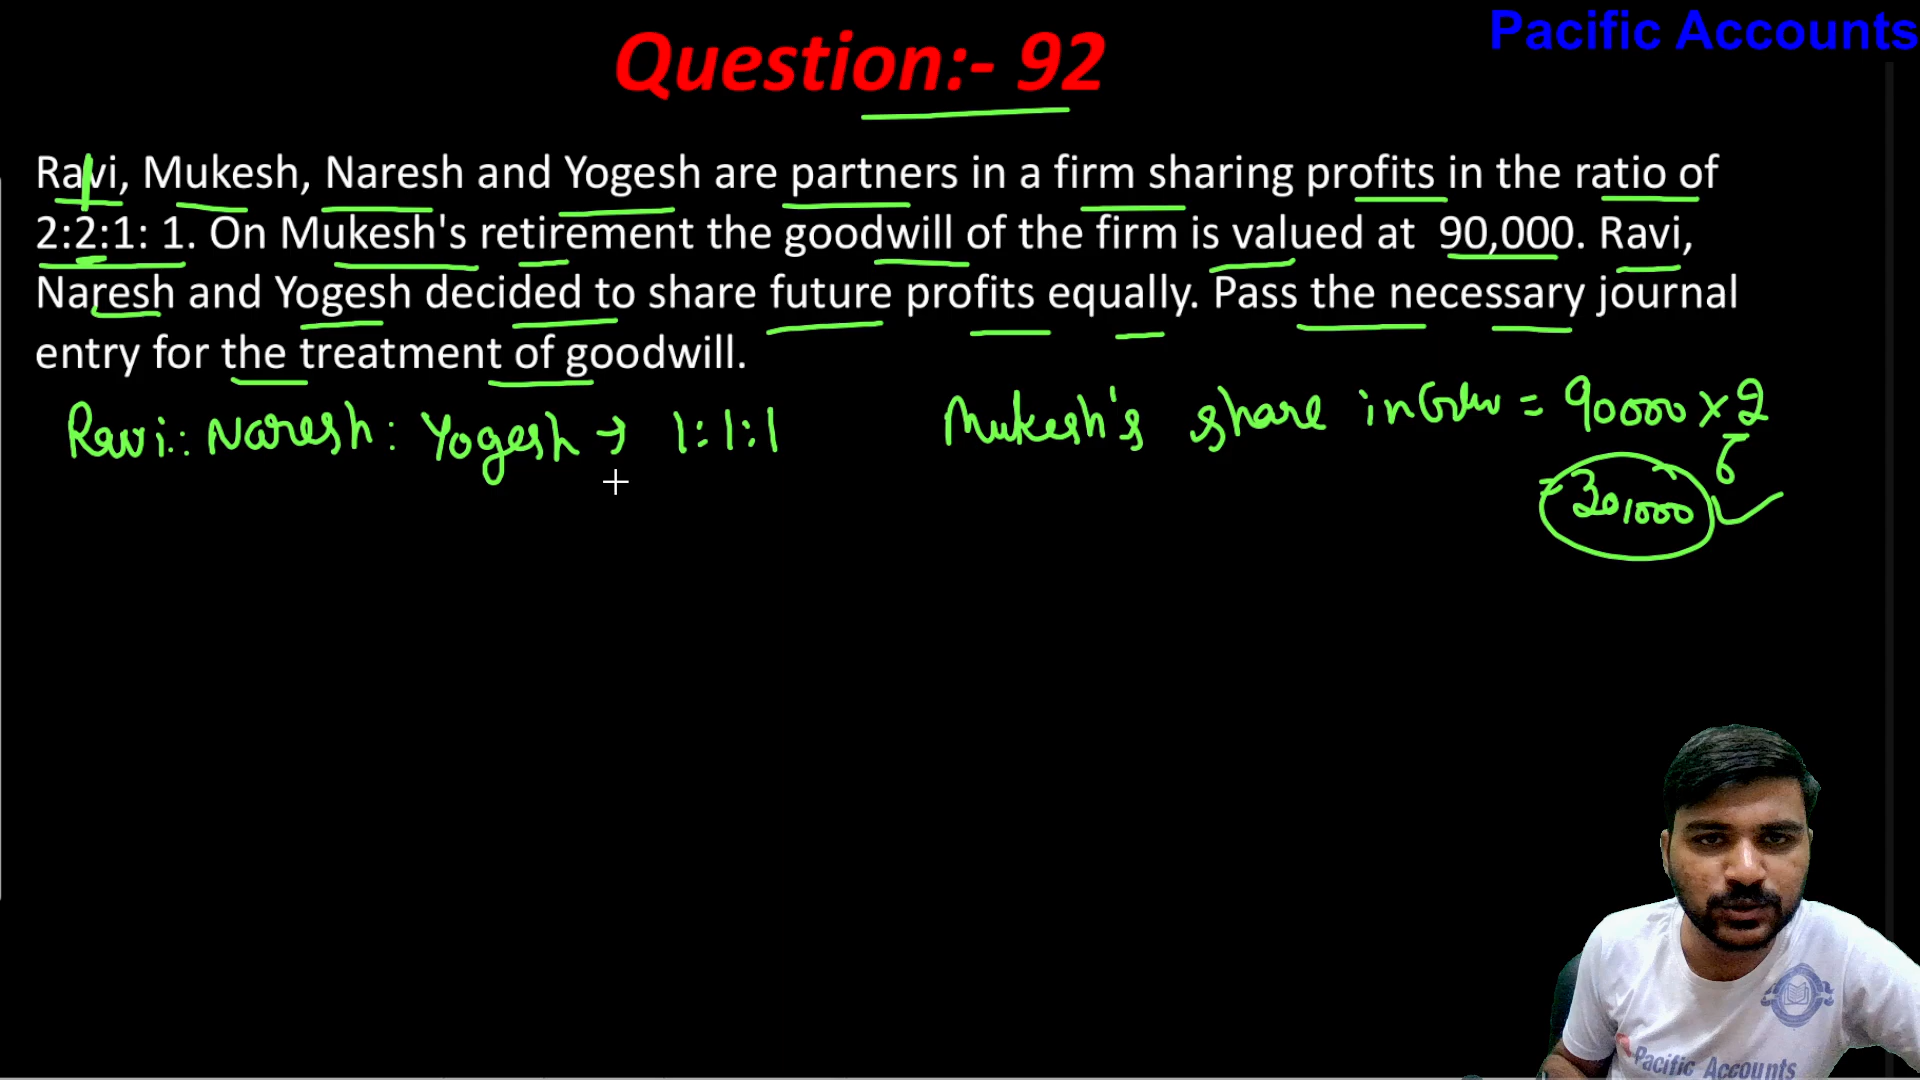 Pacific Accounts
Question:- 92
Ravi, Mukesh, Naresh and Yogesh are partners in a firm sharing profits in the ratio of
2:2:1: 1. On Mukesh's retirement the goodwill of the firm is valued at 90,000. Ravi,
Naresh and Yogesh decided to share future profits equally. Pass the necessary journal
entry for the treatment of goodwill.
Ravi : Naresh : Yogesh → 1:1:1
Mukesh's share in G/w = 90000 × 2
6
= 30,000
Pacific Accounts